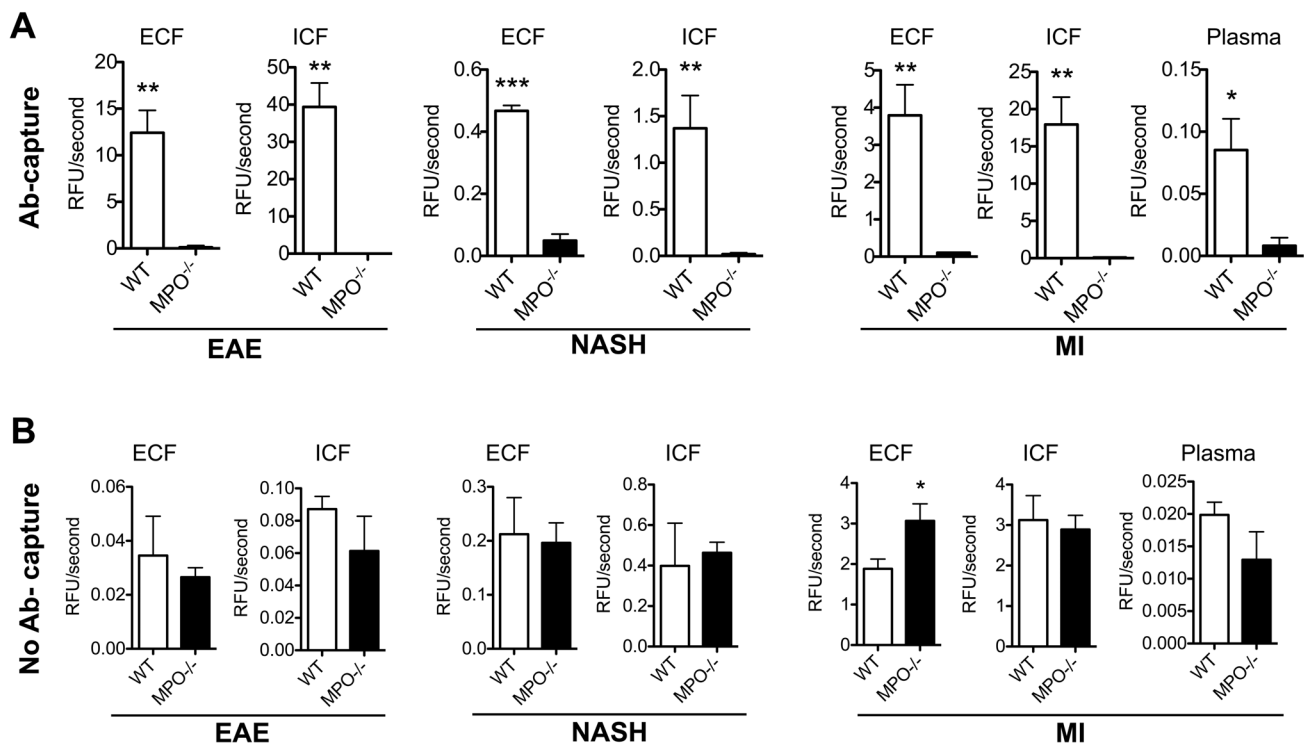 A
Ab-capture
ECF
RFU/second
20
15
10
5
0
**
WT
MPO-/-
ICF
RFU/second
50
40
30
20
10
0
**
WT
MPO-/-
EAE
ECF
RFU/second
0.6
0.4
0.2
0.0
***
WT
MPO-/-
ICF
RFU/second
2.0
1.5
1.0
0.5
0.0
**
WT
MPO-/-
NASH
ECF
RFU/second
5
4
3
2
1
0
**
WT
MPO-/-
ICF
RFU/second
25
20
15
10
5
0
**
WT
MPO-/-
Plasma
RFU/second
0.15
0.10
0.05
0.00
*
WT
MPO-/-
MI
B
No Ab- capture
ECF
RFU/second
0.06
0.04
0.02
0.00
WT
MPO-/-
ICF
RFU/second
0.10
0.08
0.06
0.04
0.02
0.00
WT
MPO-/-
EAE
ECF
RFU/second
0.3
0.2
0.1
0.0
WT
MPO-/-
ICF
RFU/second
0.8
0.6
0.4
0.2
0.0
WT
MPO-/-
NASH
ECF
RFU/second
4
3
2
1
0
*
WT
MPO-/-
ICF
RFU/second
4
3
2
1
0
WT
MPO-/-
Plasma
RFU/second
0.025
0.020
0.015
0.010
0.005
0.000
WT
MPO-/-
MI